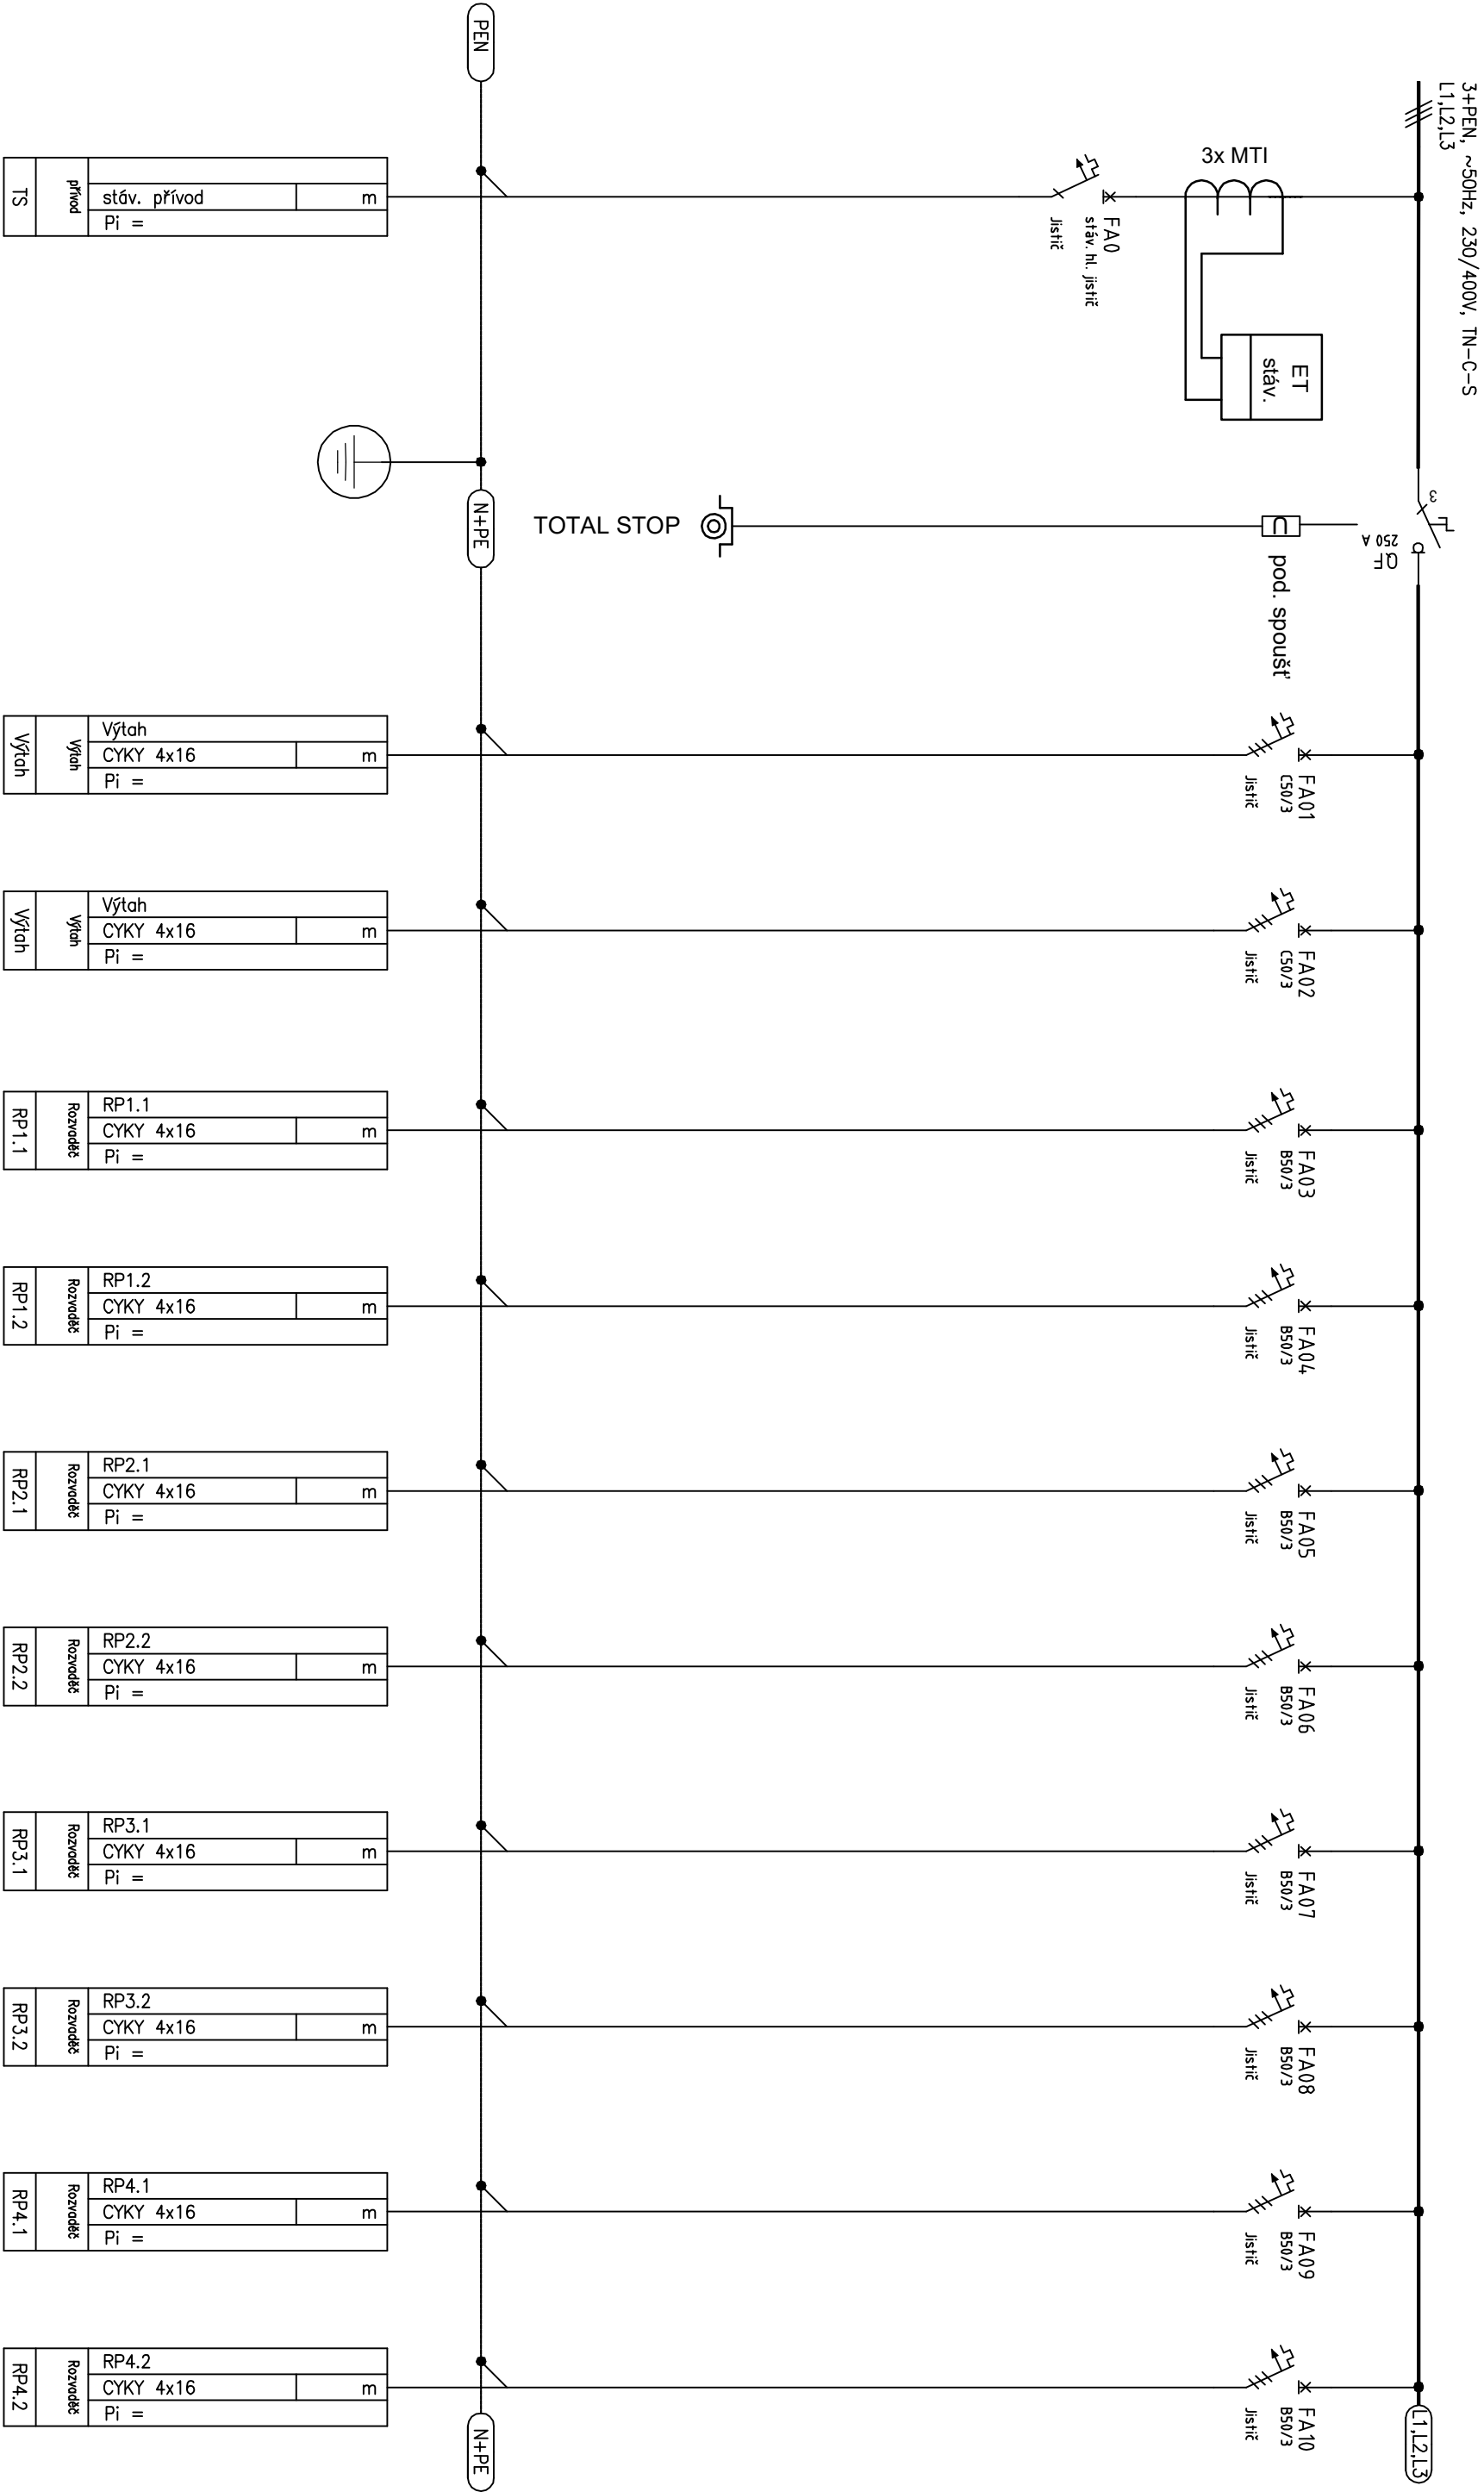 3+PEN, ~50Hz, 230/400V, TN-C-S
L1,L2,L3
PEN
3x MTI
FA0
stáv. hl. jistič
Jistič
ET
stáv.
stáv. přívod m
Pi =
přívod
TS
3
QF
250 A
pod. spoušť
TOTAL STOP
N+PE
FA01
C50/3
Jistič
Výtah
CYKY 4x16 m
Pi =
Výtah
Výtah
FA02
C50/3
Jistič
Výtah
CYKY 4x16 m
Pi =
Výtah
Výtah
FA03
B50/3
Jistič
RP1.1
CYKY 4x16 m
Pi =
Rozvaděč
RP1.1
FA04
B50/3
Jistič
RP1.2
CYKY 4x16 m
Pi =
Rozvaděč
RP1.2
FA05
B50/3
Jistič
RP2.1
CYKY 4x16 m
Pi =
Rozvaděč
RP2.1
FA06
B50/3
Jistič
RP2.2
CYKY 4x16 m
Pi =
Rozvaděč
RP2.2
FA07
B50/3
Jistič
RP3.1
CYKY 4x16 m
Pi =
Rozvaděč
RP3.1
FA08
B50/3
Jistič
RP3.2
CYKY 4x16 m
Pi =
Rozvaděč
RP3.2
FA09
B50/3
Jistič
RP4.1
CYKY 4x16 m
Pi =
Rozvaděč
RP4.1
FA10
B50/3
Jistič
RP4.2
CYKY 4x16 m
Pi =
Rozvaděč
RP4.2
N+PE
L1,L2,L3